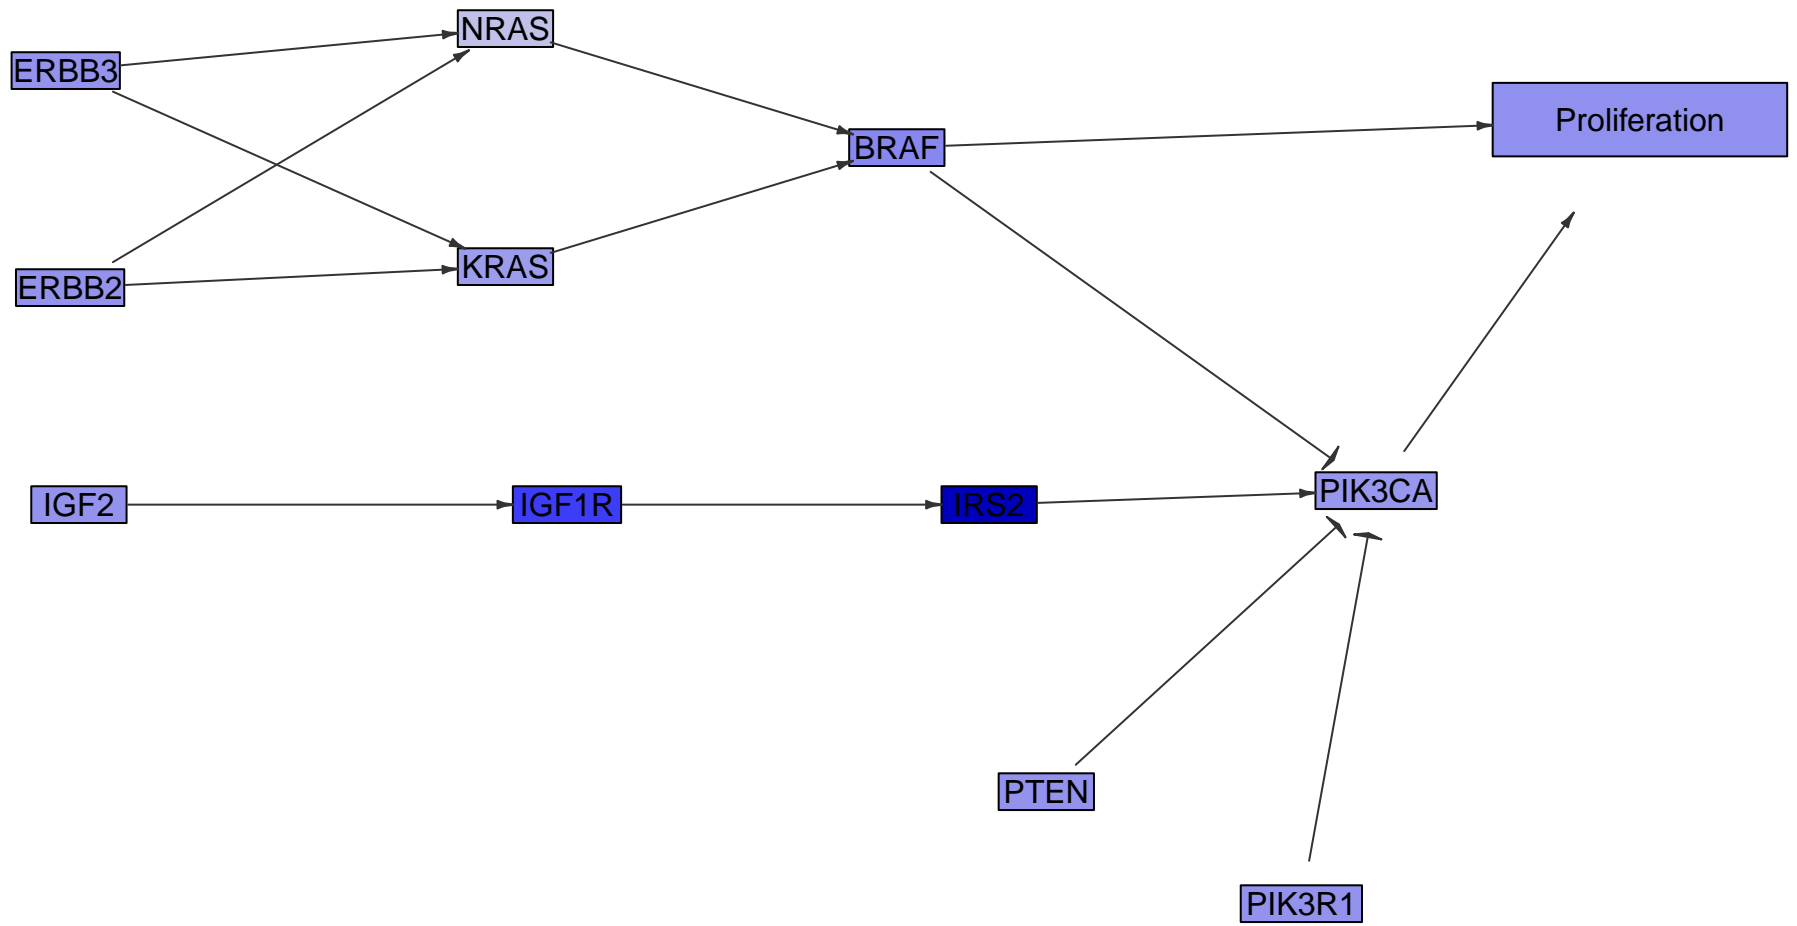 NRAS
ERBB3
Proliferation
BRAF
KRAS
ERBB2
PIK3CA
IGF2
IGF1R
IRS2
PTEN
PIK3R1